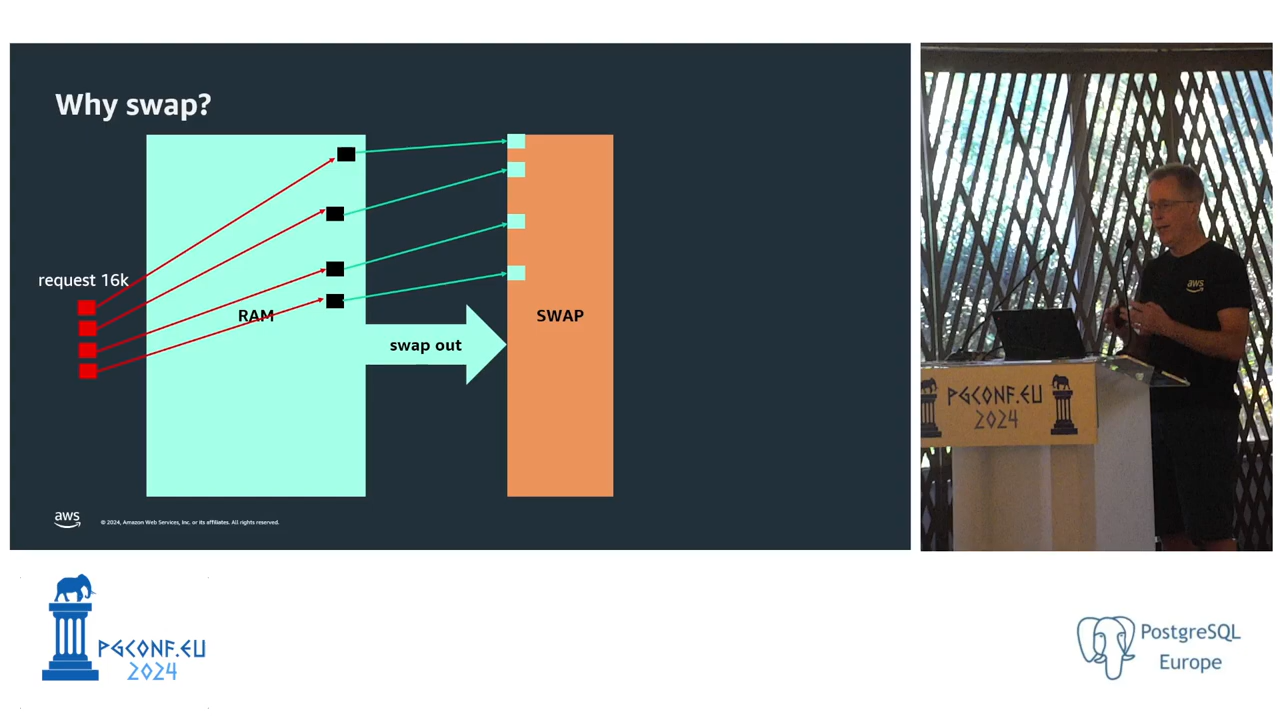 Why swap?
request 16k
RAM
swap out
SWAP
aws
© 2024, Amazon Web Services, Inc. or its affiliates. All rights reserved.
aws
PGCONF.EU
2024
PGCONF.EU
2024
PostgreSQL
Europe